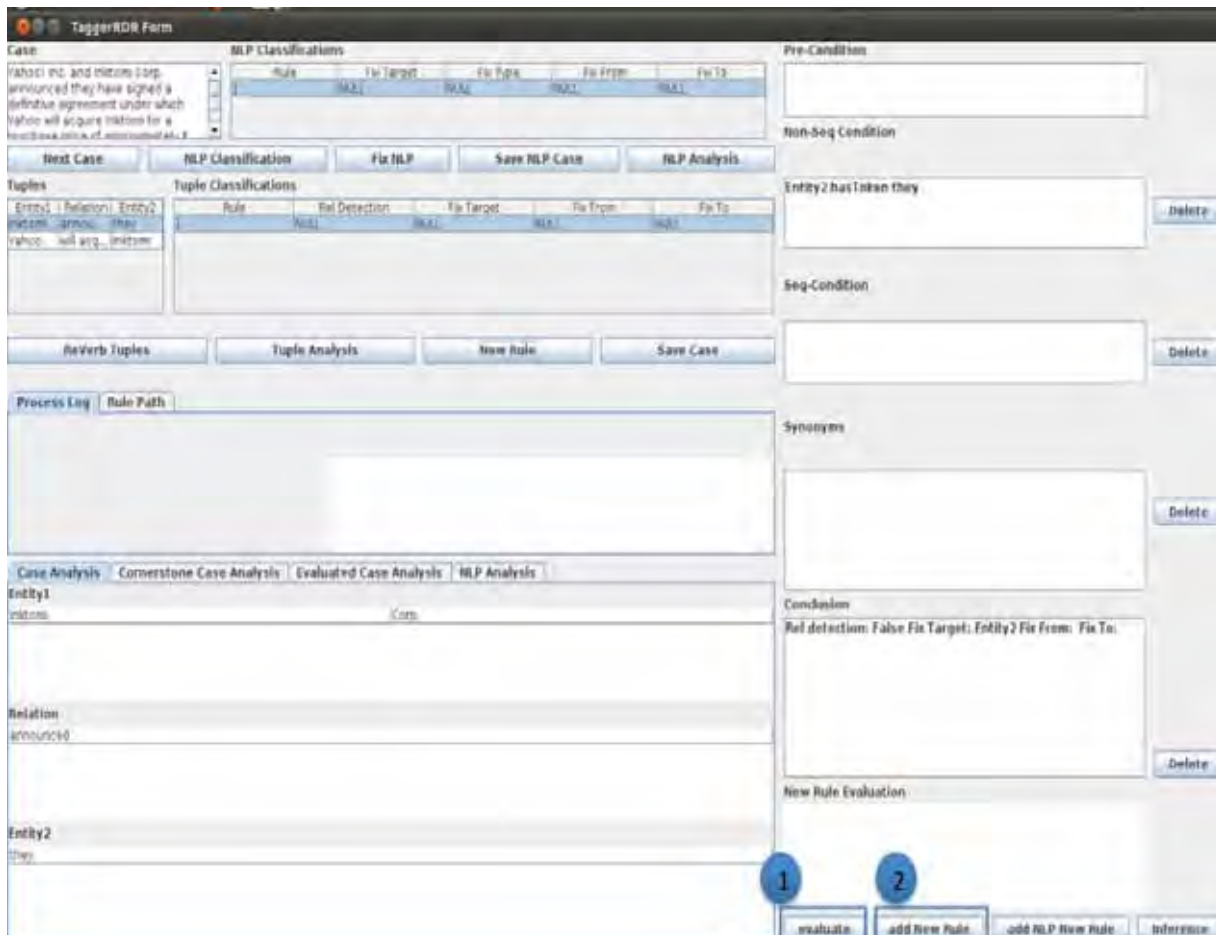 TaggerRDR Form
Case
Yahoo! Inc. and Inktomi Corp.
announced they have signed a
definitive agreement under which
Yahoo will acquire Inktomi for a
purchase price of approximately $
NLP Classifications
Rule Fix Target Fix Type Fix From Fix To
1 NULL NULL NULL NULL
Next Case NLP Classification Fix NLP Save NLP Case NLP Analysis
Tuples
Entity1 Relation Entity2
Inktomi annou... they
Yahoo will acq... Inktomi
Tuple Classifications
Rule Rel Detection Fix Target Fix From Fix To
1 NULL NULL NULL NULL
ReVerb Tuples Tuple Analysis New Rule Save Case
Process Log Rule Path
Case Analysis Cornerstone Case Analysis Evaluated Case Analysis NLP Analysis
Entity1
Inktomi Corp.
Relation
announced
Entity2
they
Pre-Condition
Non-Seq Condition
Entity2 hasToken they
Delete
Seq-Condition
Delete
Synonyms
Delete
Conclusion
Rel detection: False Fix Target: Entity2 Fix From: Fix To:
Delete
New Rule Evaluation
1 2
evaluate add New Rule add NLP New Rule Inference